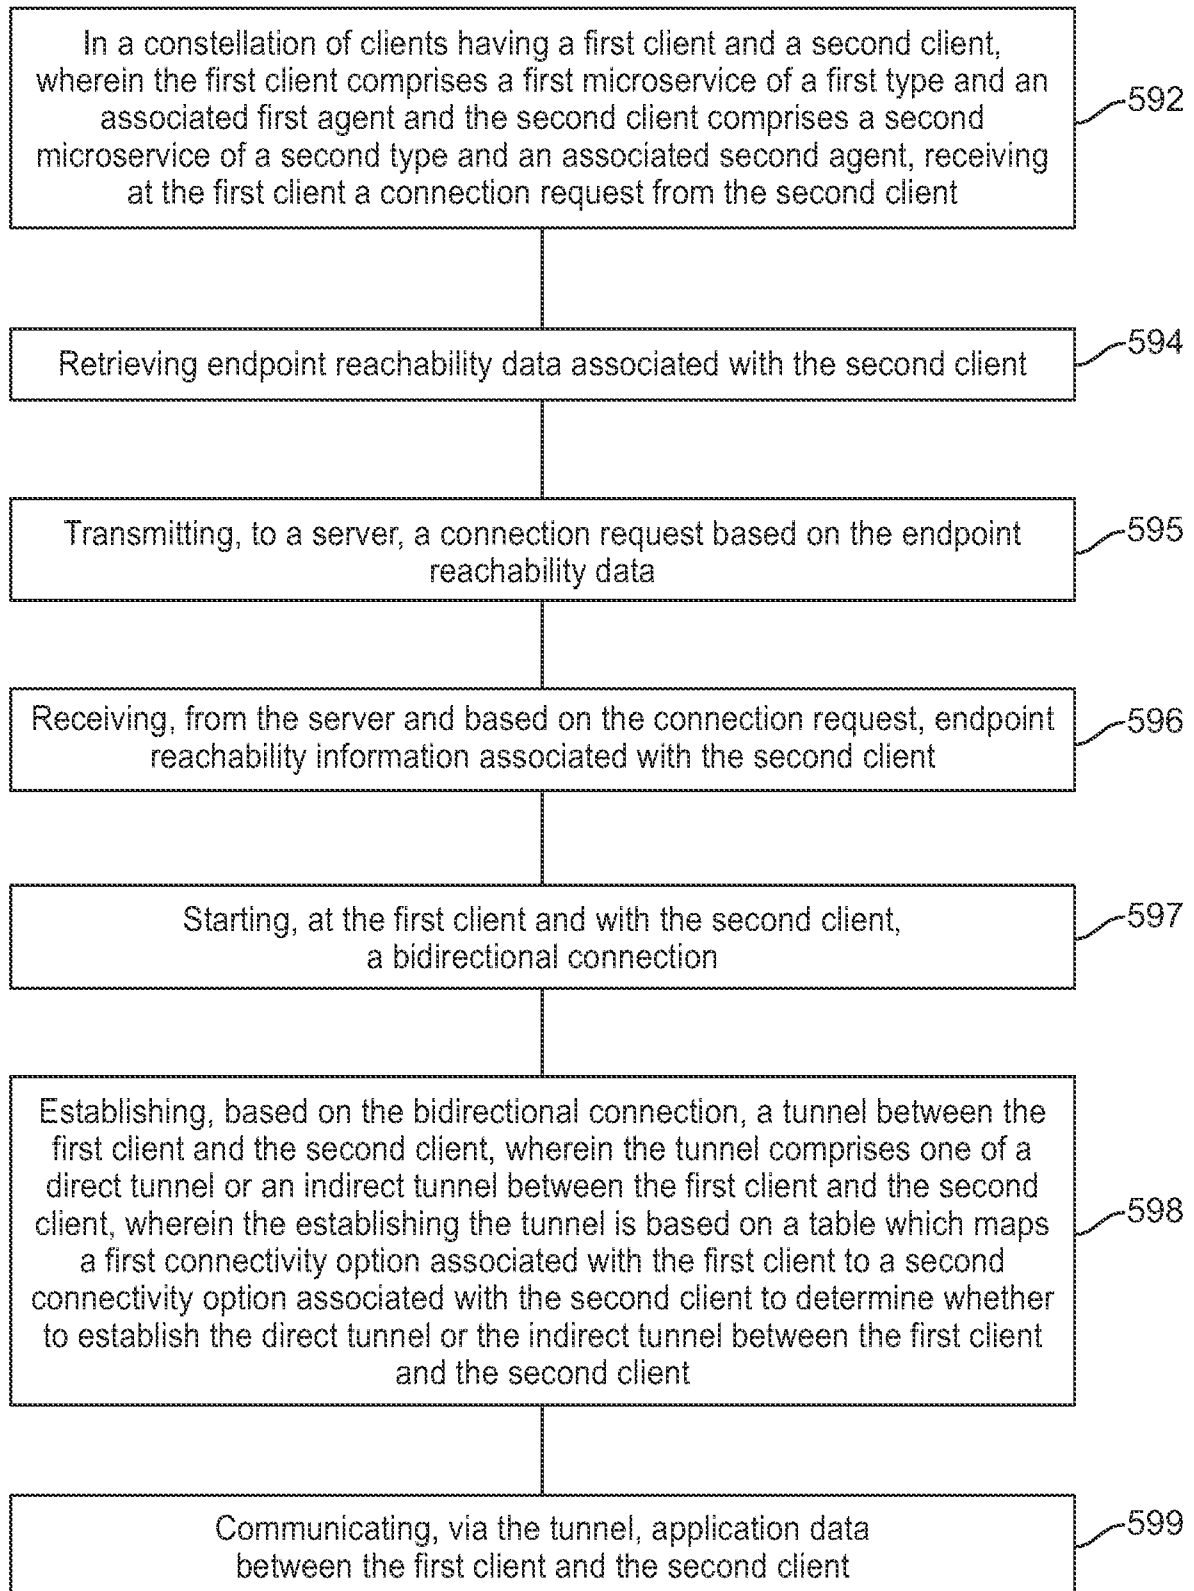 In a constellation of clients having a first client and a second client,
wherein the first client comprises a first microservice of a first type and an
associated first agent and the second client comprises a second
microservice of a second type and an associated second agent, receiving
at the first client a connection request from the second client
592
Retrieving endpoint reachability data associated with the second client
594
Transmitting, to a server, a connection request based on the endpoint
reachability data
595
Receiving, from the server and based on the connection request, endpoint
reachability information associated with the second client
596
Starting, at the first client and with the second client,
a bidirectional connection
597
Establishing, based on the bidirectional connection, a tunnel between the
first client and the second client, wherein the tunnel comprises one of a
direct tunnel or an indirect tunnel between the first client and the second
client, wherein the establishing the tunnel is based on a table which maps
a first connectivity option associated with the first client to a second
connectivity option associated with the second client to determine whether
to establish the direct tunnel or the indirect tunnel between the first client
and the second client
598
Communicating, via the tunnel, application data
between the first client and the second client
599